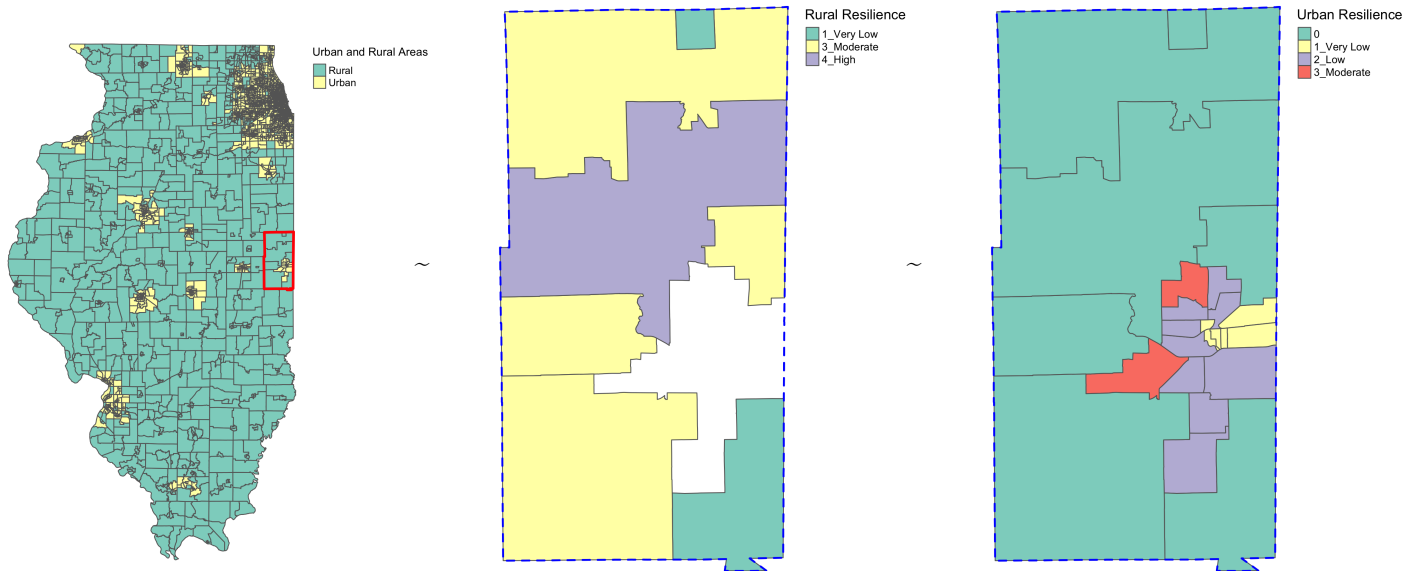 Urban and Rural Areas
Rural
Urban
~
Rural Resilience
1_Very Low
3_Moderate
4_High
~
Urban Resilience
0
1_Very Low
2_Low
3_Moderate